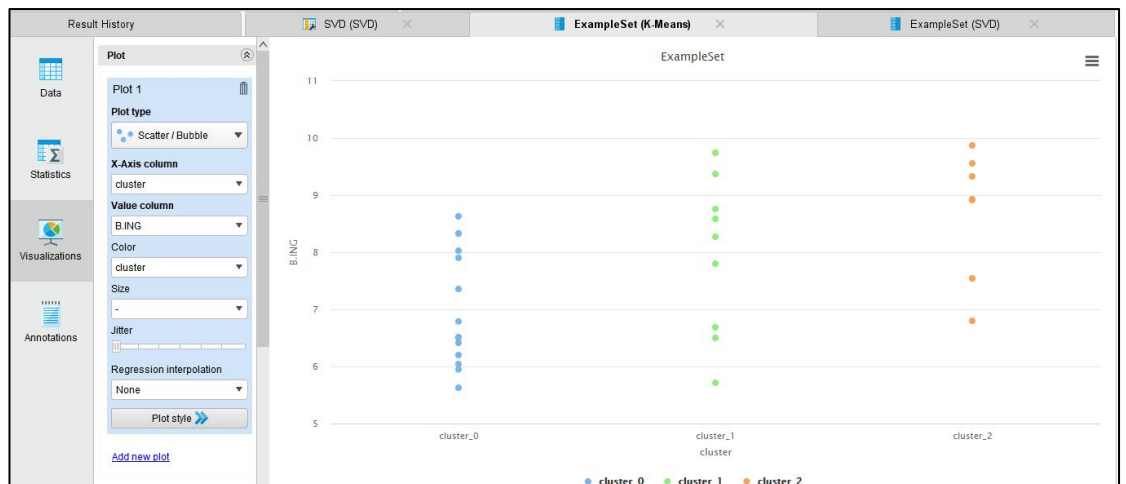 Result History
SVD (SVD)
ExampleSet (K-Means)
ExampleSet (SVD)
Data
Statistics
Visualizations
Annotations
Plot
Plot 1
Plot type
Scatter / Bubble
X-Axis column
cluster
Value column
B.ING
Color
cluster
Size
-
Jitter
Regression interpolation
None
Plot style
Add new plot
ExampleSet
11
10
9
8
7
6
5
B.ING
cluster_0 cluster_1 cluster_2
cluster
cluster_0 cluster_1 cluster_2